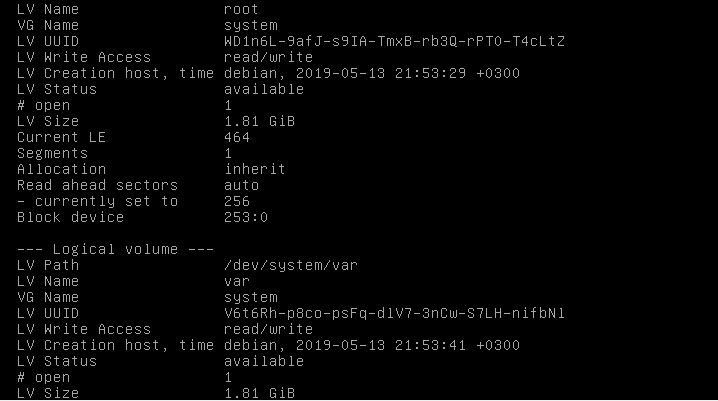 LV Name root
VG Name system
LV UUID WD1n6L-9afJ-s9IA-TmxB-rb3Q-rPTO-T4cLtZ
LV Write Access read/write
LV Creation host, time debian, 2019-05-13 21:53:29 +0300
LV Status available
# open 1
LV Size 1.81 GiB
Current LE 464
Segments 1
Allocation inherit
Read ahead sectors auto
- currently set to 256
Block device 253:0
--- Logical volume ---
LV Path /dev/system/var
LV Name var
VG Name system
LV UUID V6t6Rh-p8co-psFq-dlV7-3nCw-S7LH-nifbNl
LV Write Access read/write
LV Creation host, time debian, 2019-05-13 21:53:41 +0300
LV Status available
# open 1
LV Size 1.81 GiB